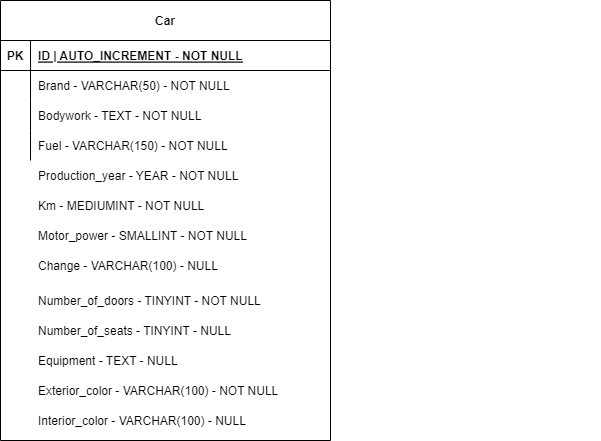 Car
PK ID | AUTO_INCREMENT - NOT NULL
Brand - VARCHAR(50) - NOT NULL
Bodywork - TEXT - NOT NULL
Fuel - VARCHAR(150) - NOT NULL
Production_year - YEAR - NOT NULL
Km - MEDIUMINT - NOT NULL
Motor_power - SMALLINT - NOT NULL
Change - VARCHAR(100) - NULL
Number_of_doors - TINYINT - NOT NULL
Number_of_seats - TINYINT - NULL
Equipment - TEXT - NULL
Exterior_color - VARCHAR(100) - NOT NULL
Interior_color - VARCHAR(100) - NULL